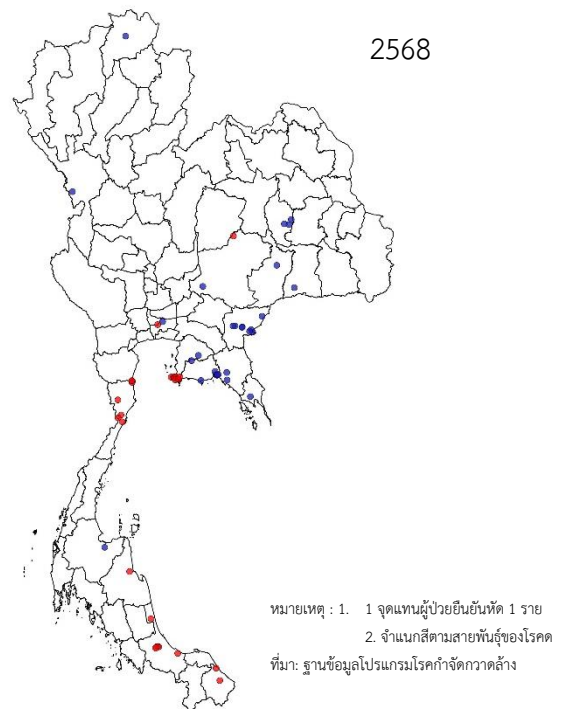 2568
หมายเหตุ : 1. 1 จุดแทนผู้ป่วยยืนยันหัด 1 ราย
2. จำแนกสีตามสายพันธุ์ของโรคด
ที่มา: ฐานข้อมูลโปรแกรมโรคกำจัดกวาดล้าง